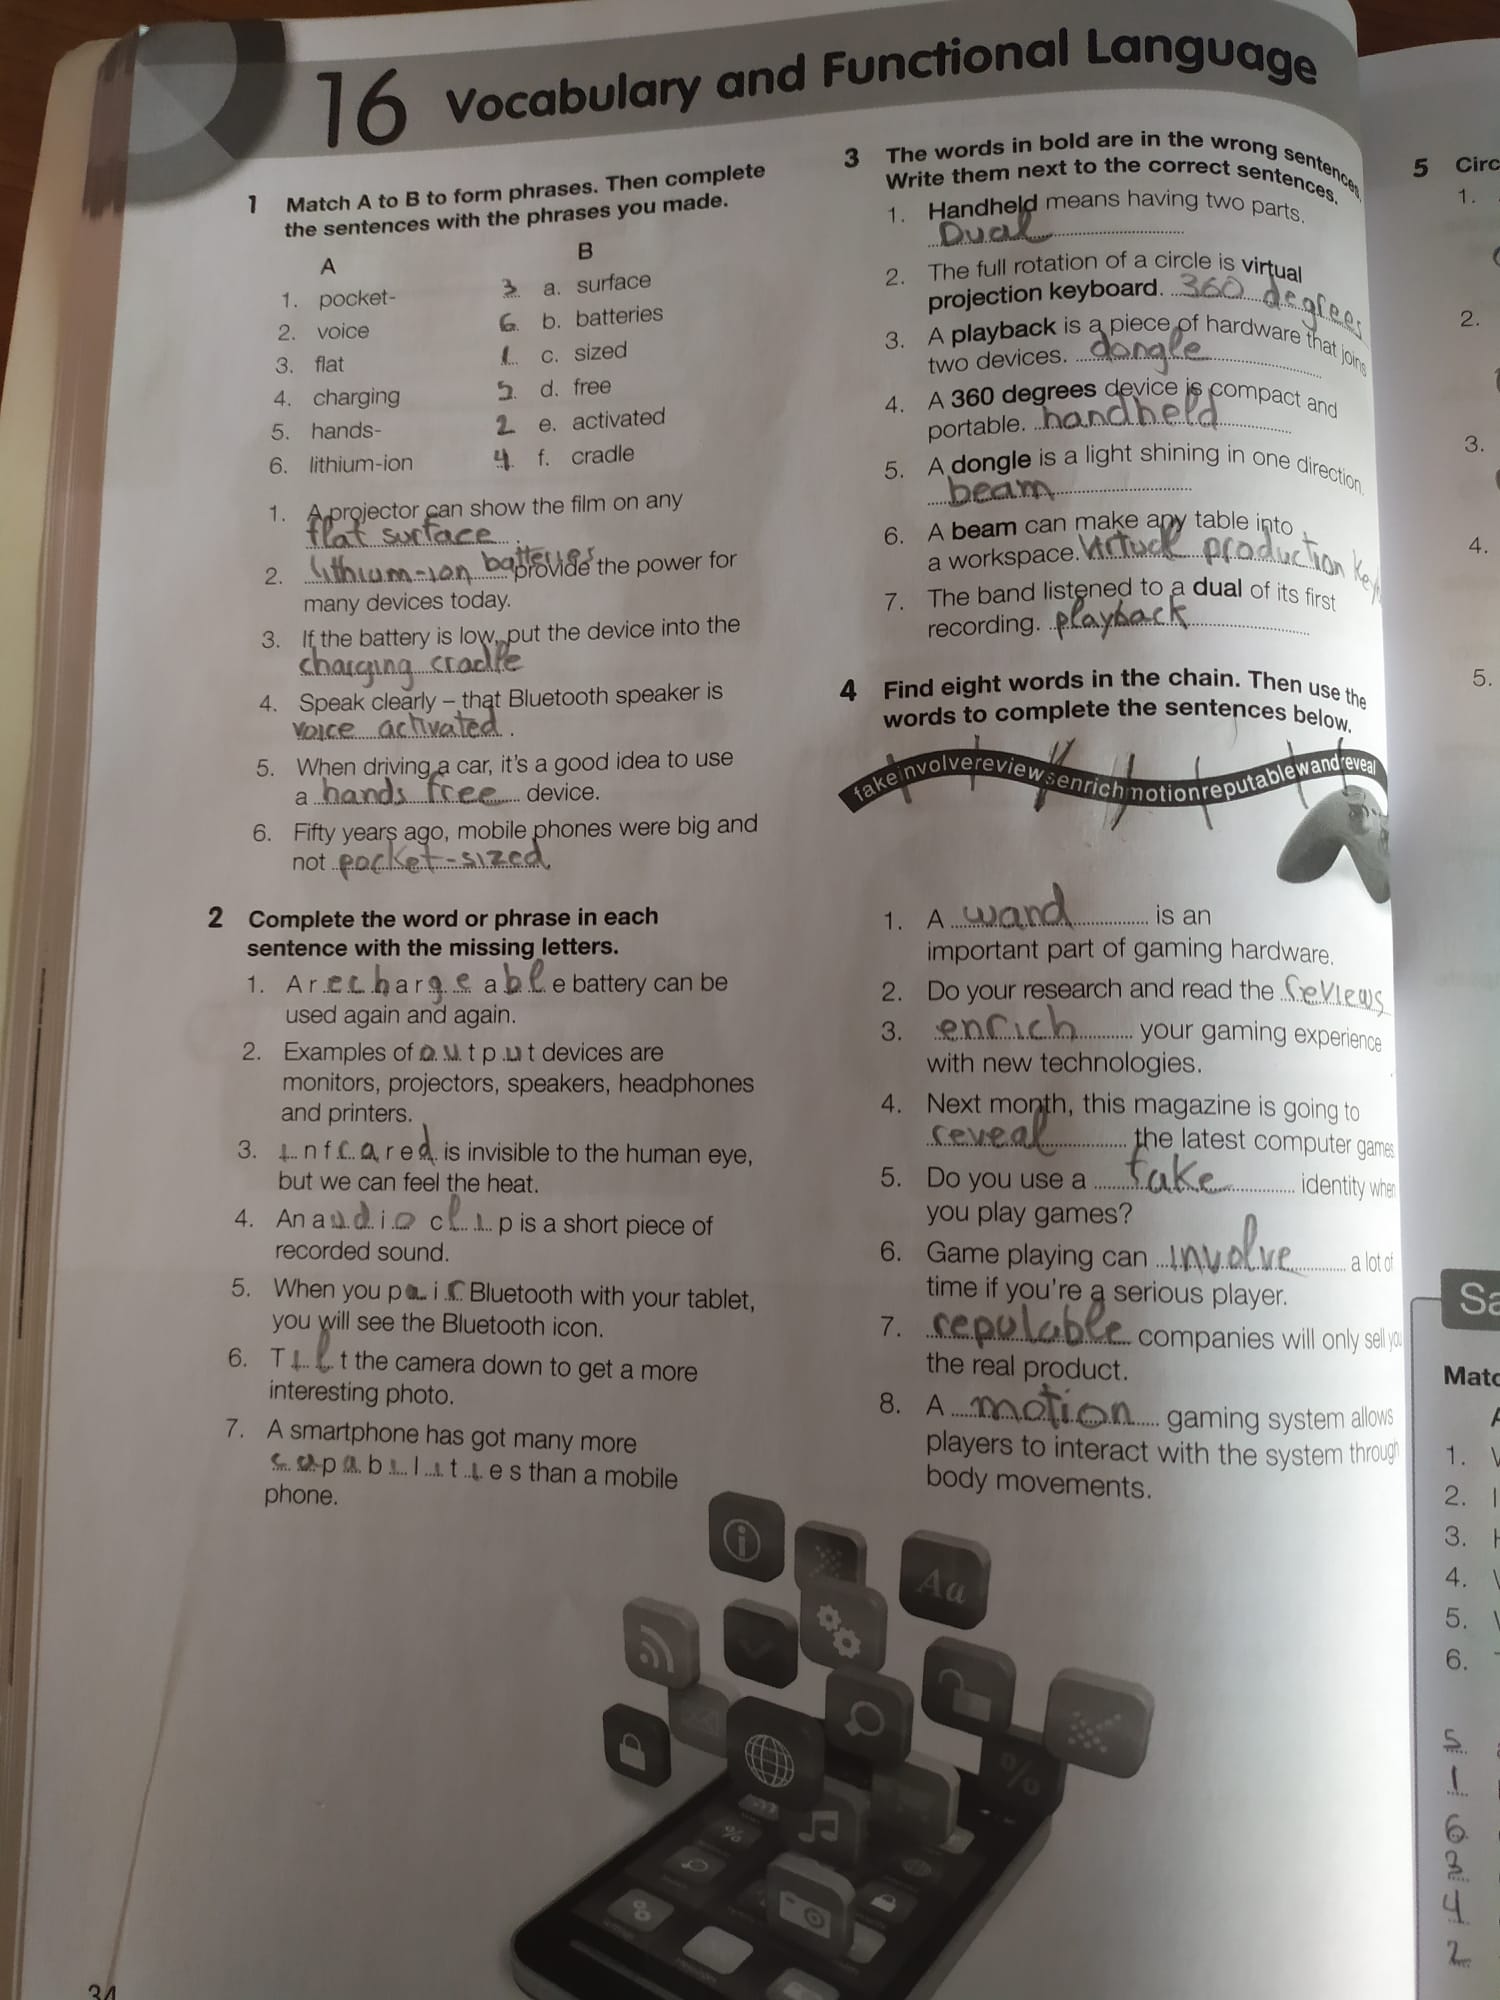 16 Vocabulary and Functional Language
1 Match A to B to form phrases. Then complete
the sentences with the phrases you made.
A B
1. pocket- 3 a. surface
2. voice 6 b. batteries
3. flat 1 c. sized
4. charging 5 d. free
5. hands- 2 e. activated
6. lithium-ion 4 f. cradle
1. A projector can show the film on any
flat surface.
2. lithium-ion batteries provide the power for
many devices today.
3. If the battery is low, put the device into the
charging cradle
4. Speak clearly – that Bluetooth speaker is
voice activated.
5. When driving a car, it's a good idea to use
a hands free device.
6. Fifty years ago, mobile phones were big and
not pocket-sized.
2 Complete the word or phrase in each
sentence with the missing letters.
1. A rechargeable battery can be
used again and again.
2. Examples of output devices are
monitors, projectors, speakers, headphones
and printers.
3. Infrared is invisible to the human eye,
but we can feel the heat.
4. An audio clip is a short piece of
recorded sound.
5. When you pair Bluetooth with your tablet,
you will see the Bluetooth icon.
6. Tilt the camera down to get a more
interesting photo.
7. A smartphone has got many more
capabilities than a mobile
phone.
34
3 The words in bold are in the wrong sentences.
Write them next to the correct sentences.
1. Handheld means having two parts.
Dual
2. The full rotation of a circle is virtual
projection keyboard. 360 degrees
3. A playback is a piece of hardware that joins
two devices. dongle
4. A 360 degrees device is compact and
portable. handheld
5. A dongle is a light shining in one direction.
beam
6. A beam can make any table into
a workspace. Virtual production key
7. The band listened to a dual of its first
recording. playback
4 Find eight words in the chain. Then use the
words to complete the sentences below.
fakeinvolvereviewsenrichmotionreputablewandreveal
1. A wand is an
important part of gaming hardware.
2. Do your research and read the reviews
3. enrich your gaming experience
with new technologies.
4. Next month, this magazine is going to
reveal the latest computer games
5. Do you use a fake identity when
you play games?
6. Game playing can involve a lot of
time if you're a serious player.
7. reputable companies will only sell you
the real product.
8. A motion gaming system allows
players to interact with the system through
body movements.
Aa
5 Circ
1.
2.
3.
4.
5.
Sa
Matc
1.
2.
3.
4.
5.
6.
5
1
6
3
4
2